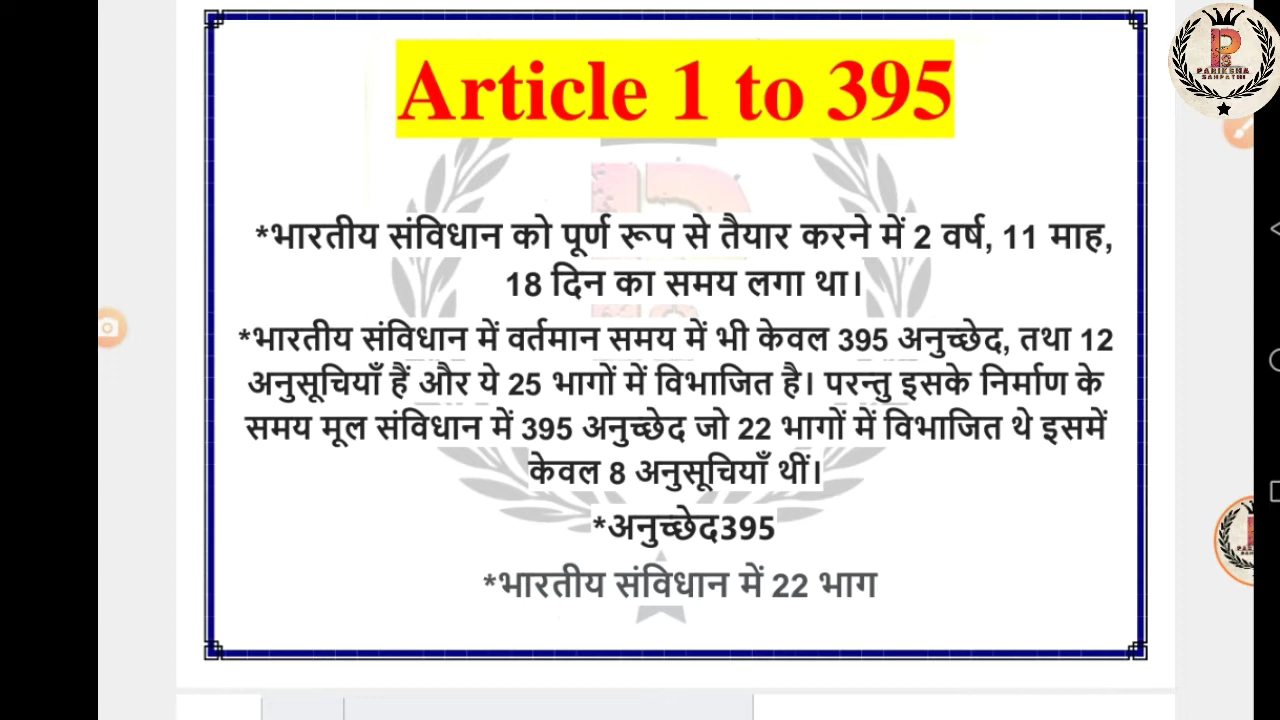 Article 1 to 395
*भारतीय संविधान को पूर्ण रूप से तैयार करने में 2 वर्ष, 11 माह,
18 दिन का समय लगा था।
*भारतीय संविधान में वर्तमान समय में भी केवल 395 अनुच्छेद, तथा 12
अनुसूचियाँ हैं और ये 25 भागों में विभाजित है। परन्तु इसके निर्माण के
समय मूल संविधान में 395 अनुच्छेद जो 22 भागों में विभाजित थे इसमें
केवल 8 अनुसूचियाँ थीं।
*अनुच्छेद395
*भारतीय संविधान में 22 भाग
PARIKSHA